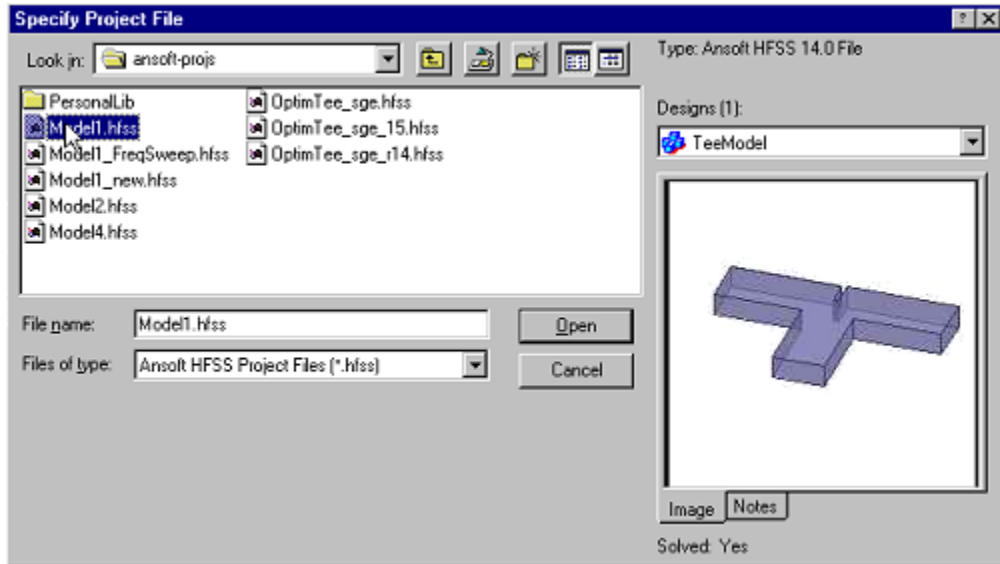 Specify Project File
Look in: ansoft-projs
PersonalLib
Model1.hfss
Model1_FreqSweep.hfss
Model1_new.hfss
Model2.hfss
Model4.hfss
OptimTee_sge.hfss
OptimTee_sge_15.hfss
OptimTee_sge_r14.hfss
File name: Model1.hfss
Open
Files of type: Ansoft HFSS Project Files (*.hfss)
Cancel
Type: Ansoft HFSS 14.0 File
Designs (1):
TeeModel
Image Notes
Solved: Yes